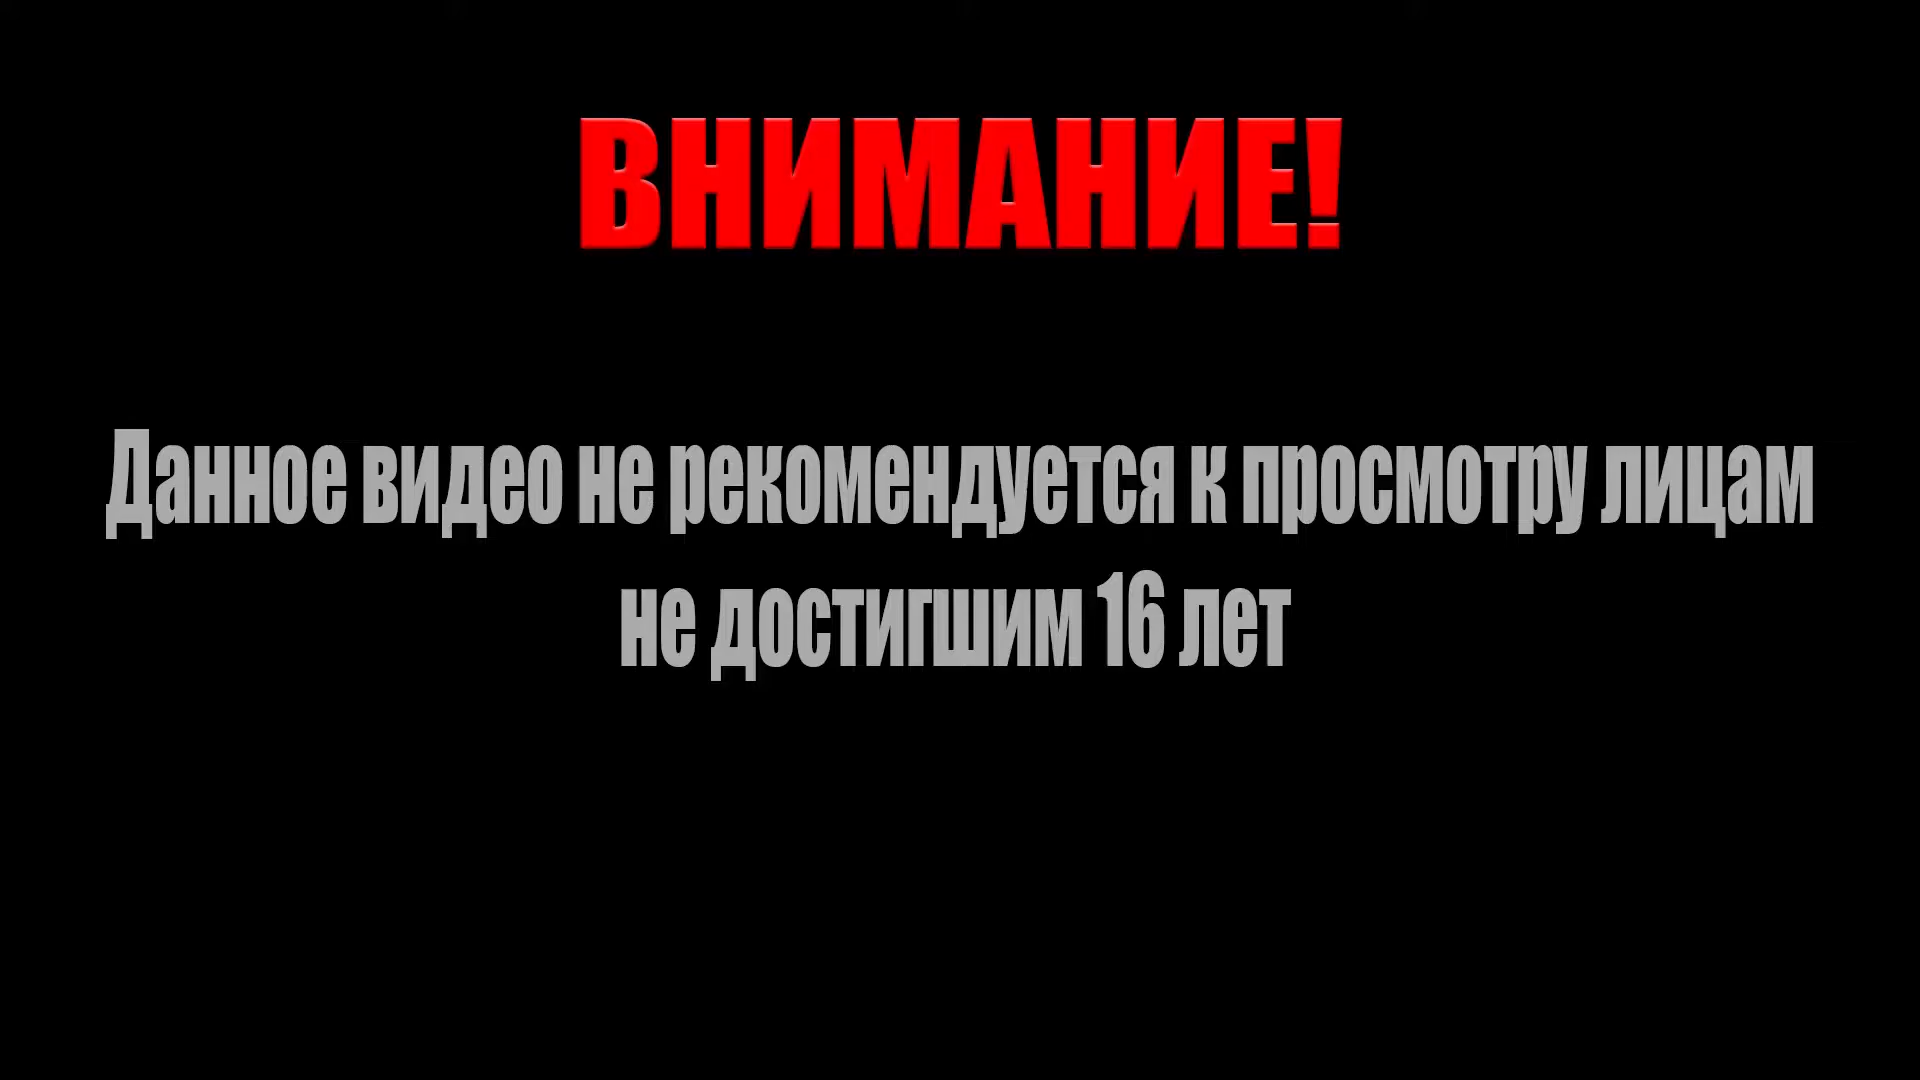 ВНИМАНИЕ!
Данное видео не рекомендуется к просмотру лицам
не достигшим 16 лет